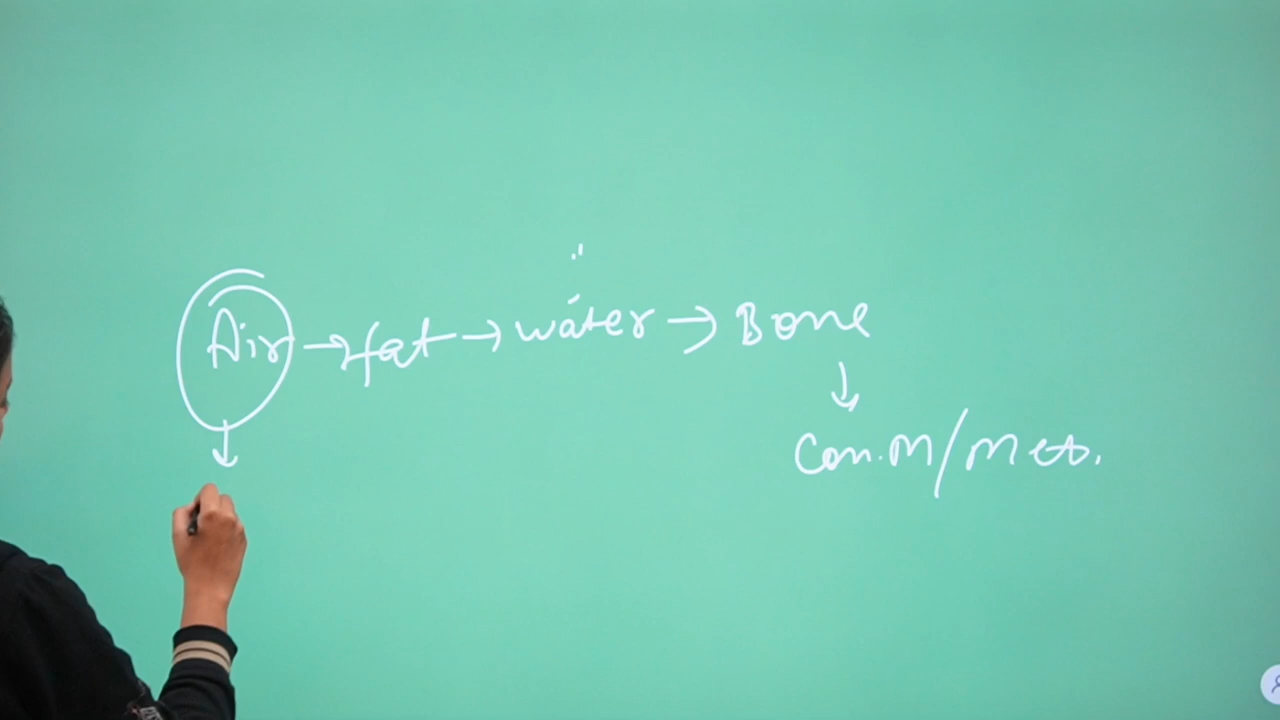 Air → fat → water → Bone
↓ ↓
Con.M/Met.